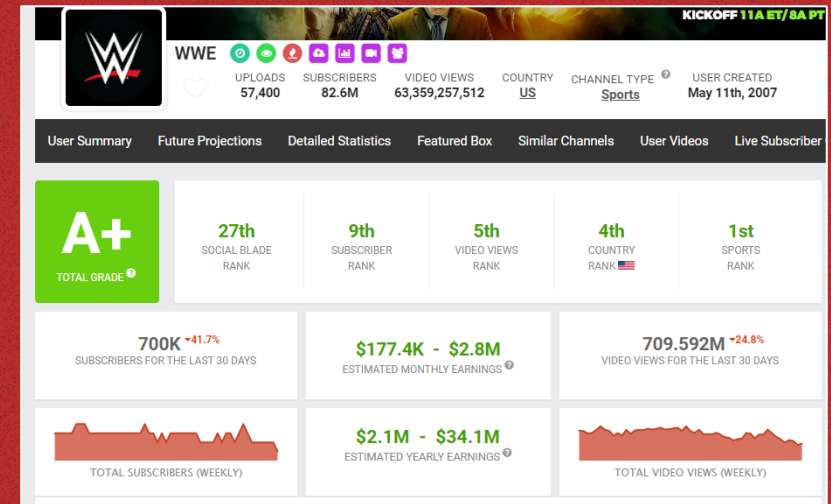 KICKOFF 11A ET/8A PT
W
WWE
UPLOADS
57,400
SUBSCRIBERS
82.6M
VIDEO VIEWS
63,359,257,512
COUNTRY
US
CHANNEL TYPE ?
Sports
USER CREATED
May 11th, 2007
User Summary Future Projections Detailed Statistics Featured Box Similar Channels User Videos Live Subscriber
A+
TOTAL GRADE ?
27th
SOCIAL BLADE
RANK
9th
SUBSCRIBER
RANK
5th
VIDEO VIEWS
RANK
4th
COUNTRY
RANK
1st
SPORTS
RANK
700K -41.7%
SUBSCRIBERS FOR THE LAST 30 DAYS
$177.4K - $2.8M
ESTIMATED MONTHLY EARNINGS ?
709.592M -24.8%
VIDEO VIEWS FOR THE LAST 30 DAYS
TOTAL SUBSCRIBERS (WEEKLY)
$2.1M - $34.1M
ESTIMATED YEARLY EARNINGS ?
TOTAL VIDEO VIEWS (WEEKLY)